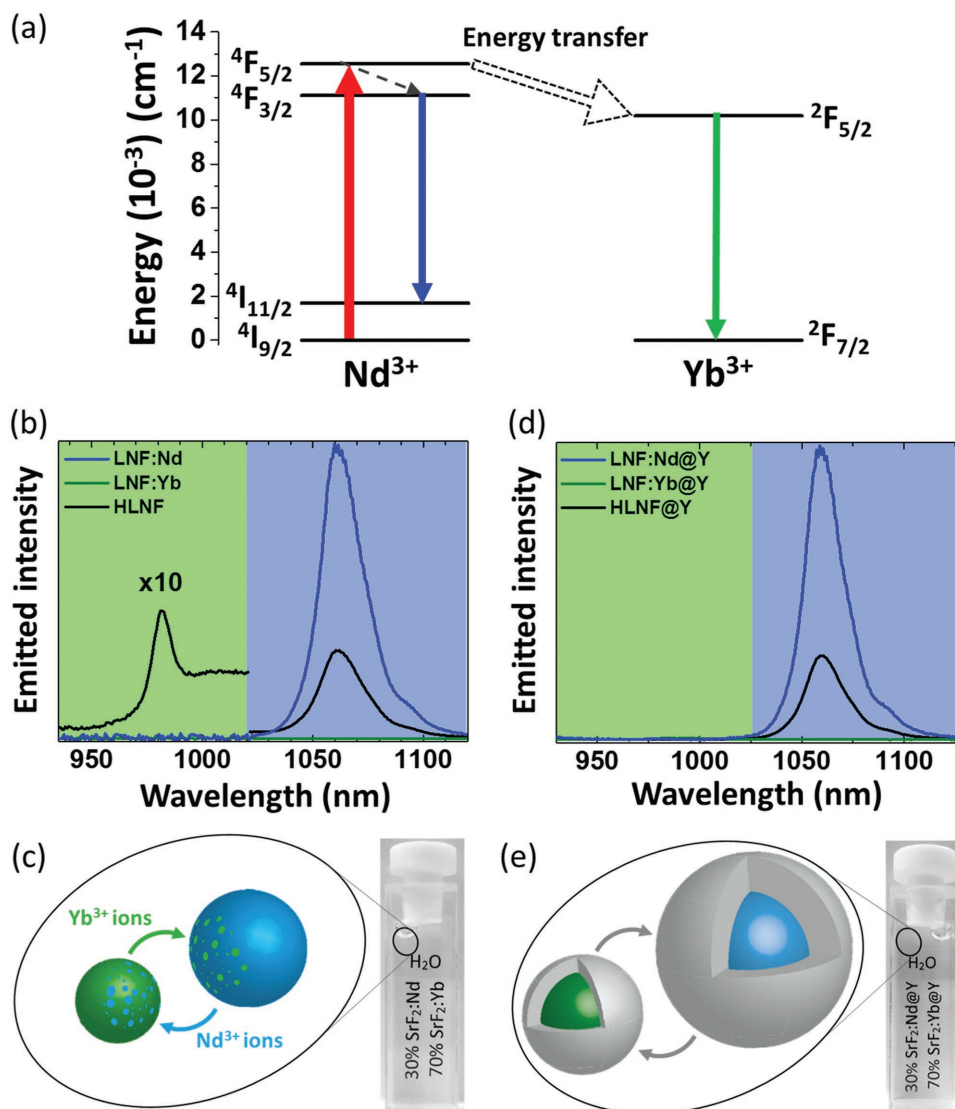 (a)
Energy (10⁻³) (cm⁻¹)
14
12
10
8
6
4
2
0
⁴F₅/₂
⁴F₃/₂
⁴I₁₁/₂
⁴I₉/₂
Nd³⁺
Energy transfer
²F₅/₂
²F₇/₂
Yb³⁺
(b)
Emitted intensity
LNF:Nd
LNF:Yb
HLNF
x10
950 1000 1050 1100
Wavelength (nm)
(d)
Emitted intensity
LNF:Nd@Y
LNF:Yb@Y
HLNF@Y
950 1000 1050 1100
Wavelength (nm)
(c)
Yb³⁺ ions
Nd³⁺ ions
H₂O
30% SrF₂:Nd
70% SrF₂:Yb
(e)
H₂O
30% SrF₂:Nd@Y
70% SrF₂:Yb@Y